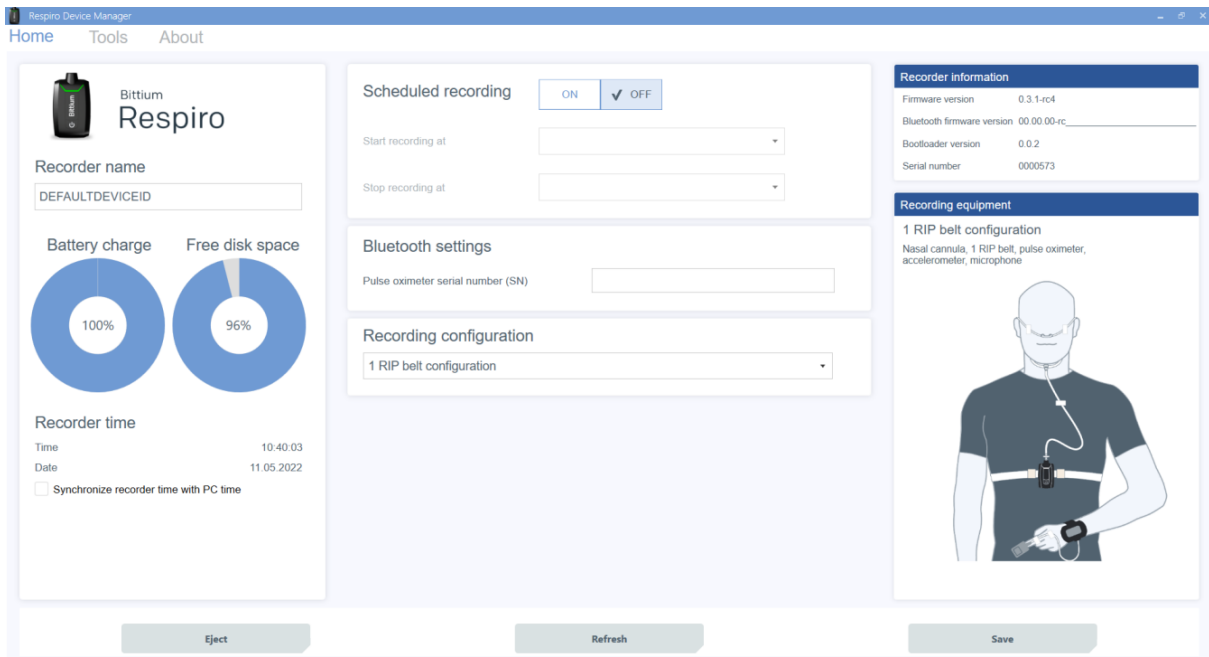 Respiro Device Manager
Home Tools About
Bittium
Respiro
Bittium
Recorder name
DEFAULTDEVICEID
Battery charge Free disk space
100% 96%
Recorder time
Time 10:40:03
Date 11.05.2022
Synchronize recorder time with PC time
Scheduled recording ON OFF
Start recording at
Stop recording at
Bluetooth settings
Pulse oximeter serial number (SN)
Recording configuration
1 RIP belt configuration
Recorder information
Firmware version 0.3.1-rc4
Bluetooth firmware version 00.00.00-rc_
Bootloader version 0.0.2
Serial number 0000573
Recording equipment
1 RIP belt configuration
Nasal cannula, 1 RIP belt, pulse oximeter,
accelerometer, microphone
Eject Refresh Save